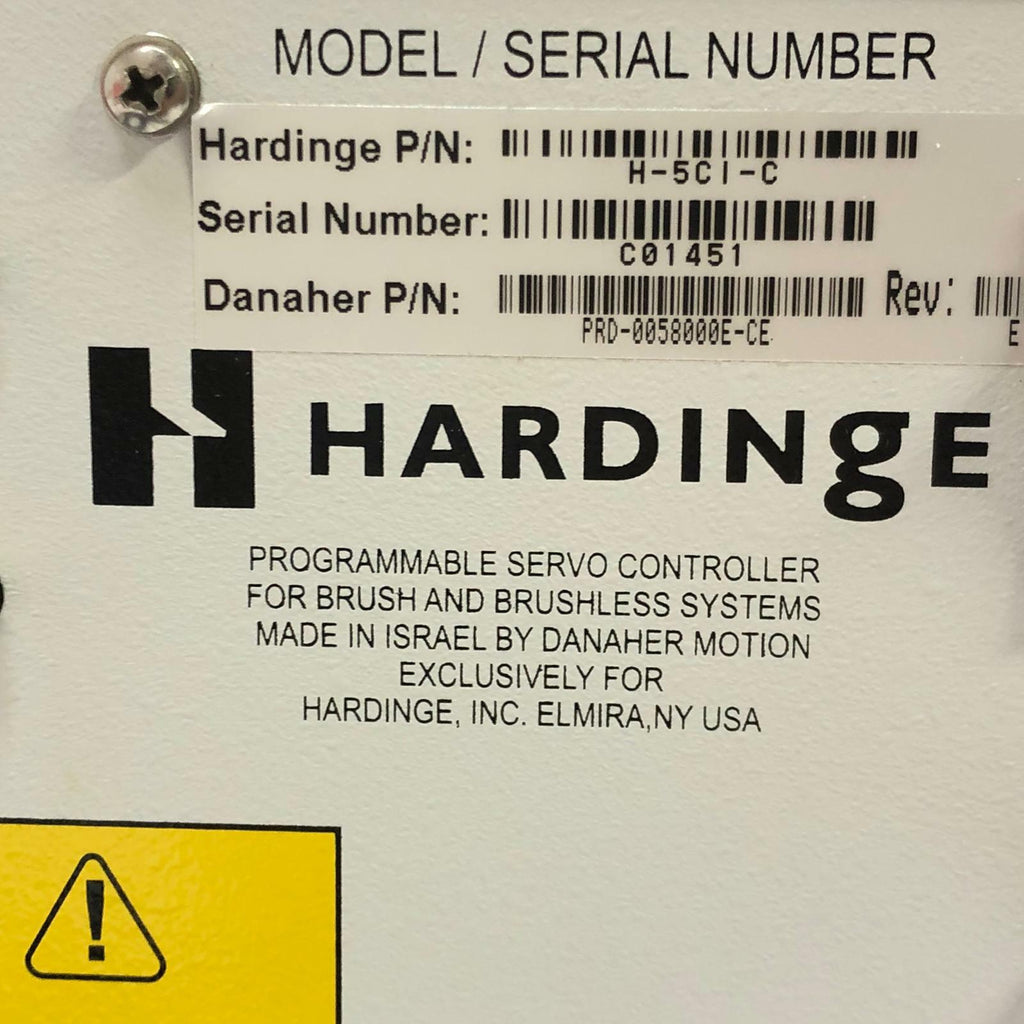 MODEL / SERIAL NUMBER
Hardinge P/N:
H-5CI-C
Serial Number:
C01451
Danaher P/N:
PRD-0058000E-CE
Rev:
E
HARDINgE
PROGRAMMABLE SERVO CONTROLLER
FOR BRUSH AND BRUSHLESS SYSTEMS
MADE IN ISRAEL BY DANAHER MOTION
EXCLUSIVELY FOR
HARDINGE, INC. ELMIRA,NY USA
!